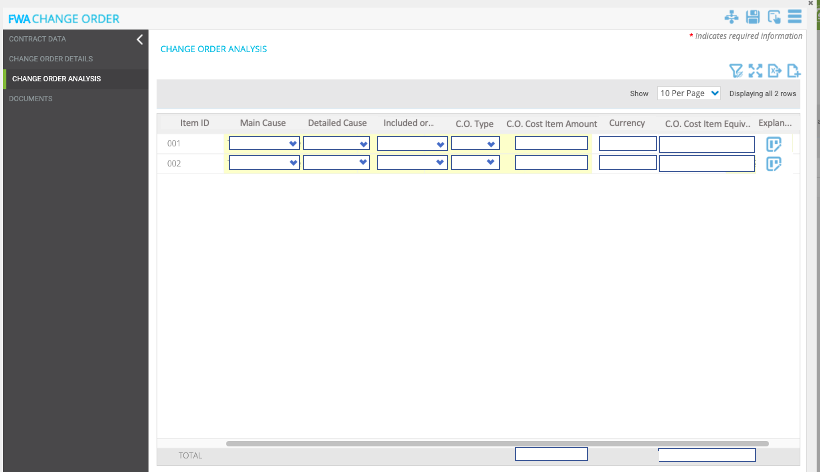 FWA CHANGE ORDER
* Indicates required information
CONTRACT DATA
CHANGE ORDER DETAILS
CHANGE ORDER ANALYSIS
DOCUMENTS
CHANGE ORDER ANALYSIS
Show 10 Per Page Displaying all 2 rows
Item ID Main Cause Detailed Cause Included or... C.O. Type C.O. Cost Item Amount Currency C.O. Cost Item Equiv.. Explan...
001
002
TOTAL